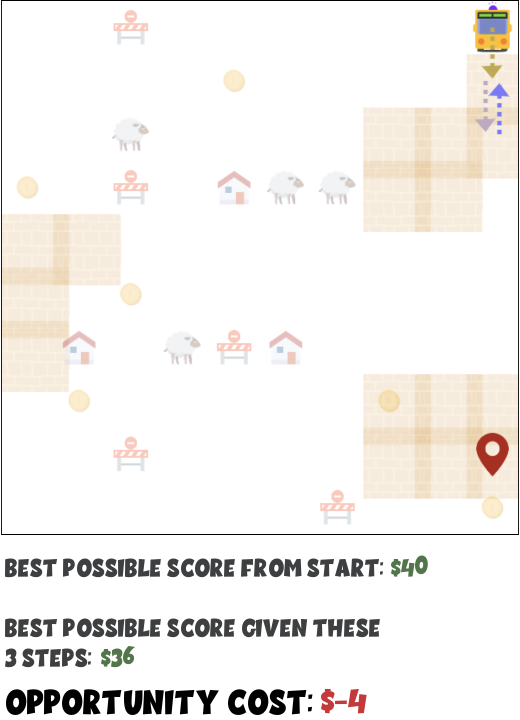 BEST POSSIBLE SCORE FROM START: $40
BEST POSSIBLE SCORE GIVEN THESE
3 STEPS: $36
OPPORTUNITY COST: $-4